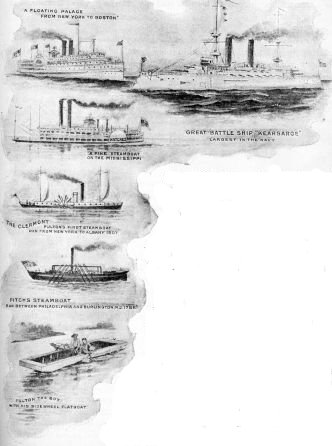 "A FLOATING PALACE
FROM NEW YORK TO BOSTON"
GREAT BATTLE SHIP "KEARSARGE"
LARGEST IN THE NAVY
A FINE STEAMBOAT
ON THE MISSISSIPPI
THE CLERMONT
FULTON'S FIRST STEAMBOAT
RUN FROM NEW YORK TO ALBANY 1807
FITCH'S STEAMBOAT
RAN BETWEEN PHILADELPHIA AND BURLINGTON, N.J.
FULTON THE BOY
WITH HIS SIDEWHEEL FLATBOAT